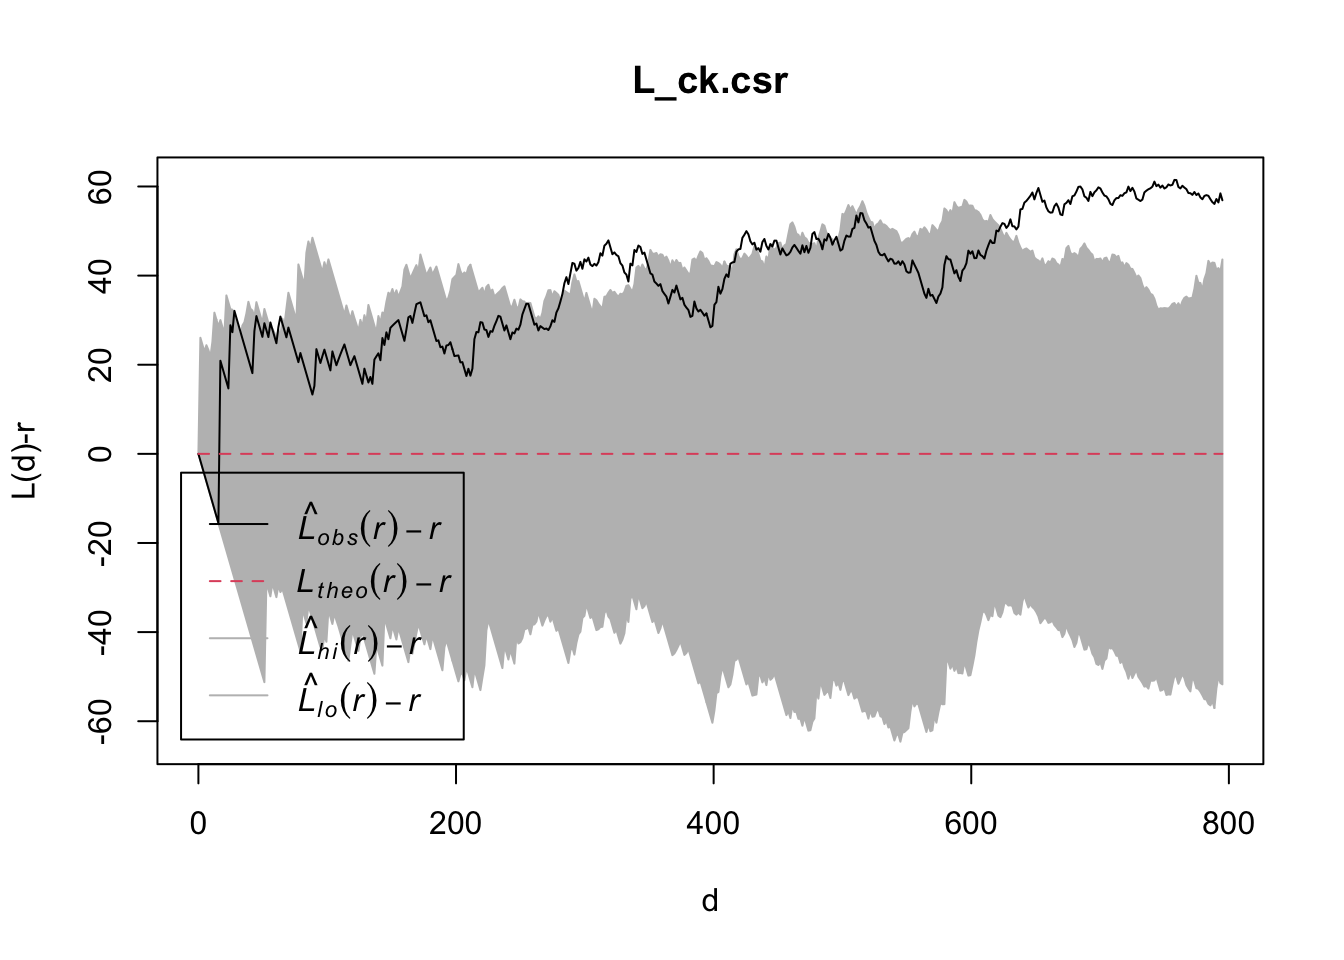 L_ck.csr
60
40
20
0
-20
-40
-60
L(d)-r
L̂obs(r) − r
Ltheo(r) − r
L̂hi(r) − r
L̂lo(r) − r
0 200 400 600 800
d